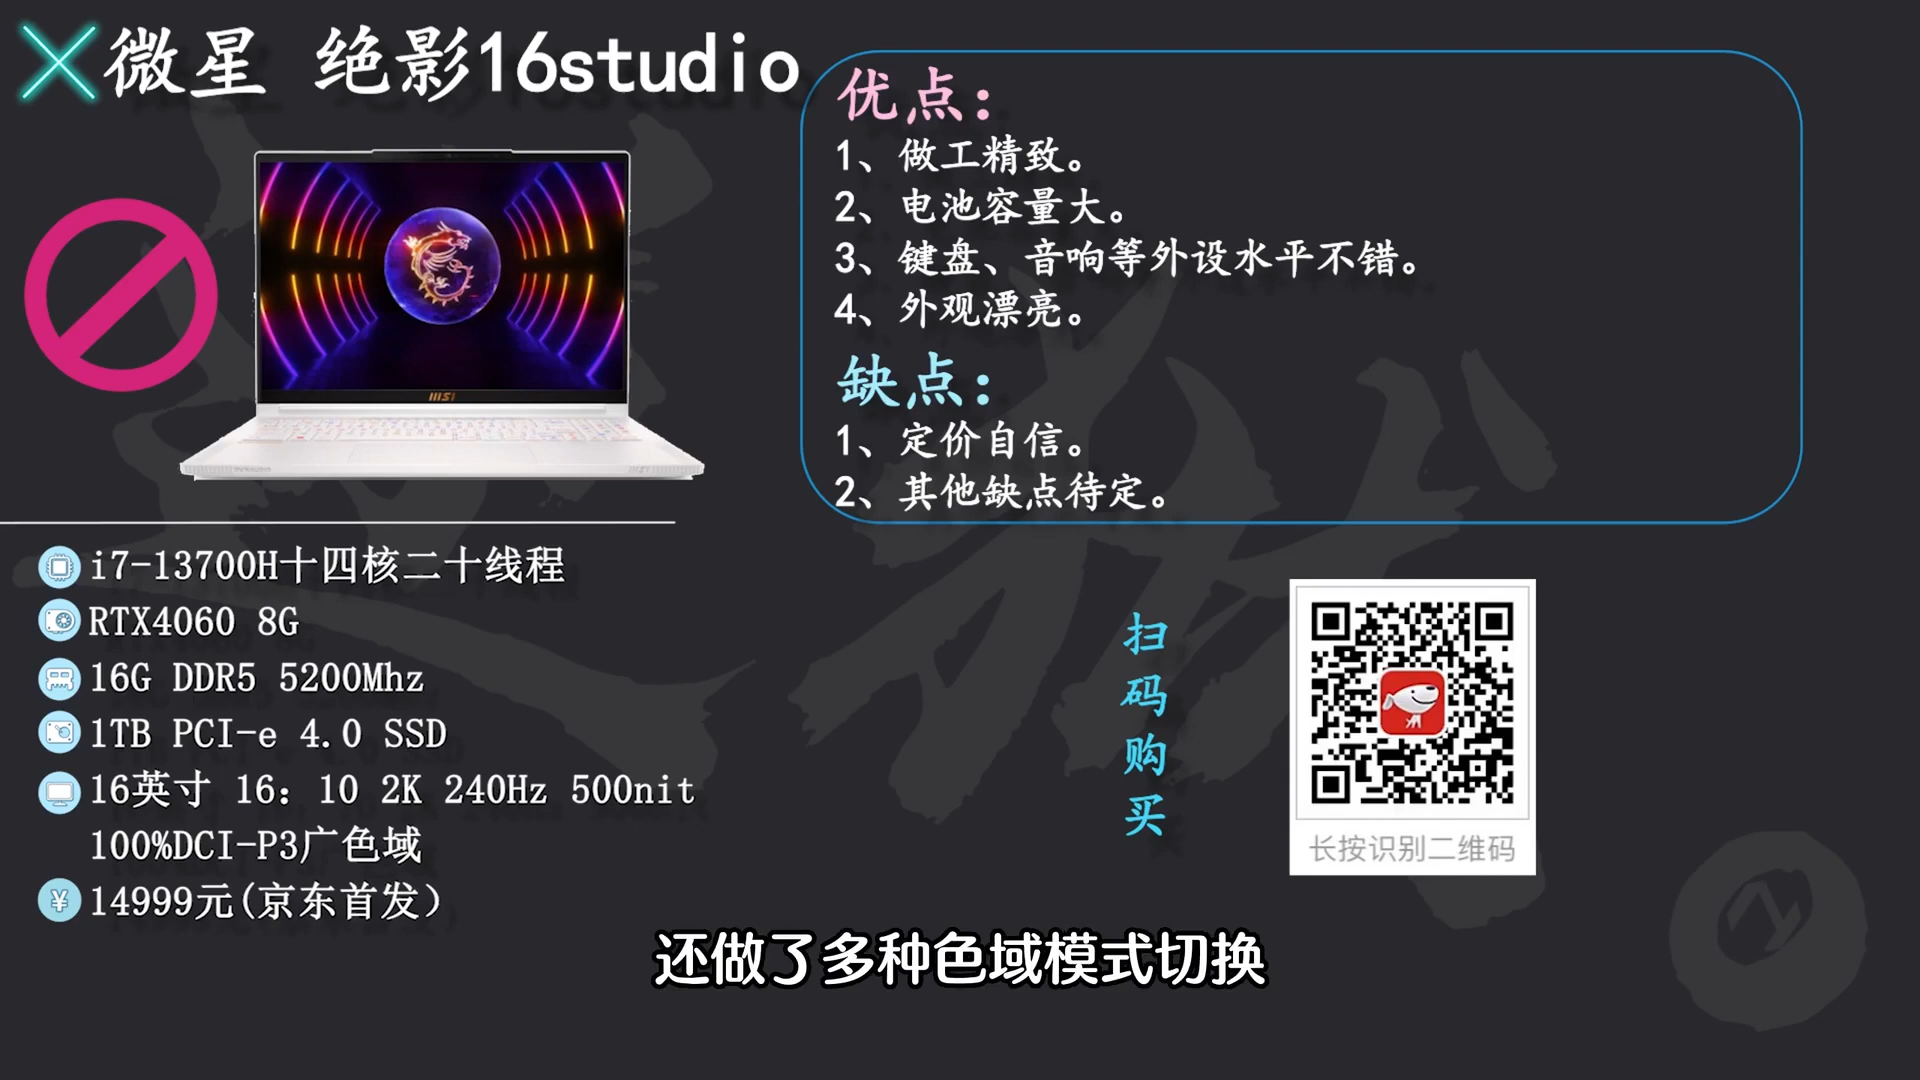 微星 绝影16studio
优点：
1、做工精致。
2、电池容量大。
3、键盘、音响等外设水平不错。
4、外观漂亮。
缺点：
1、定价自信。
2、其他缺点待定。
msi
i7-13700H十四核二十线程
RTX4060 8G
16G DDR5 5200Mhz
1TB PCI-e 4.0 SSD
16英寸 16：10 2K 240Hz 500nit
100%DCI-P3广色域
¥ 14999元(京东首发)
扫码购买
长按识别二维码
还做了多种色域模式切换